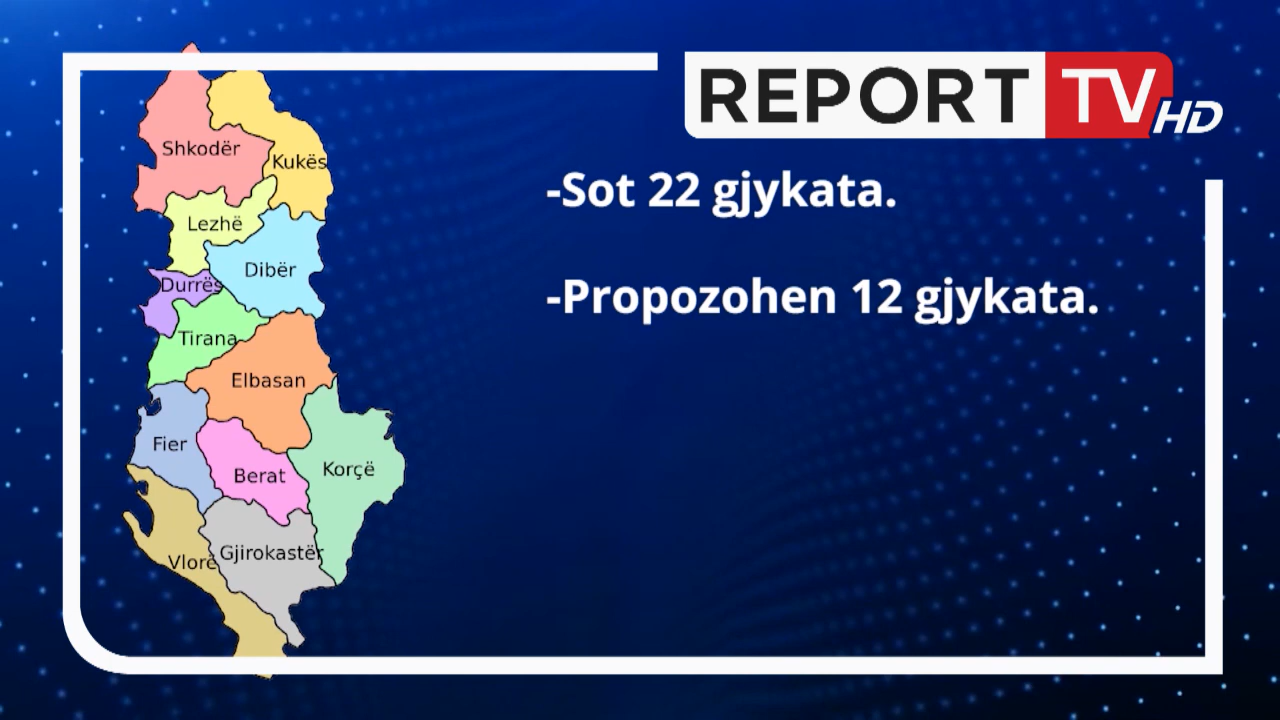 REPORT TV HD
-Sot 22 gjykata.
-Propozohen 12 gjykata.
Shkodër
Kukës
Lezhë
Dibër
Durrës
Tirana
Elbasan
Fier
Berat
Korçë
Vlorë
Gjirokastër